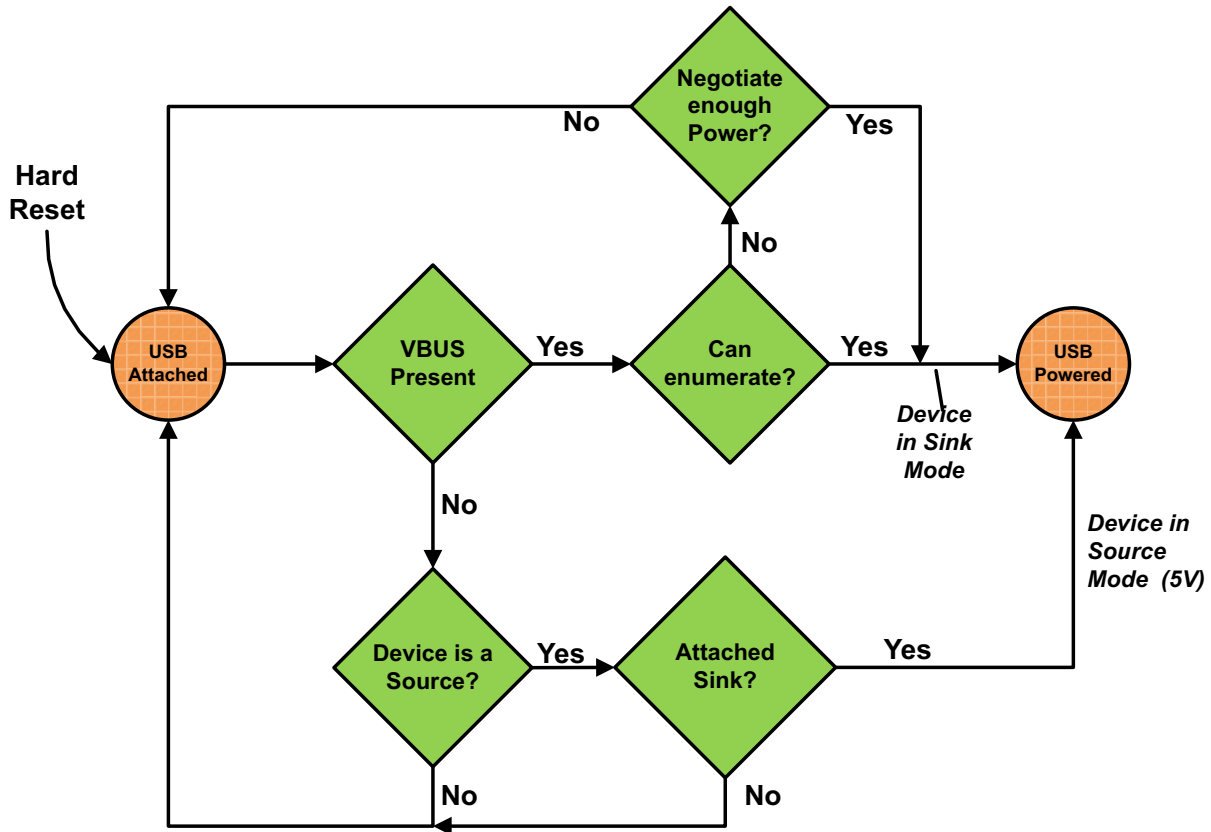 Negotiate
enough
Power?
No
Yes
Hard
Reset
No
USB
Attached
VBUS
Present
Yes
Can
enumerate?
Yes
USB
Powered
Device
in Sink
Mode
No
Device in
Source
Mode (5V)
Device is a
Source?
Yes
Attached
Sink?
Yes
No
No